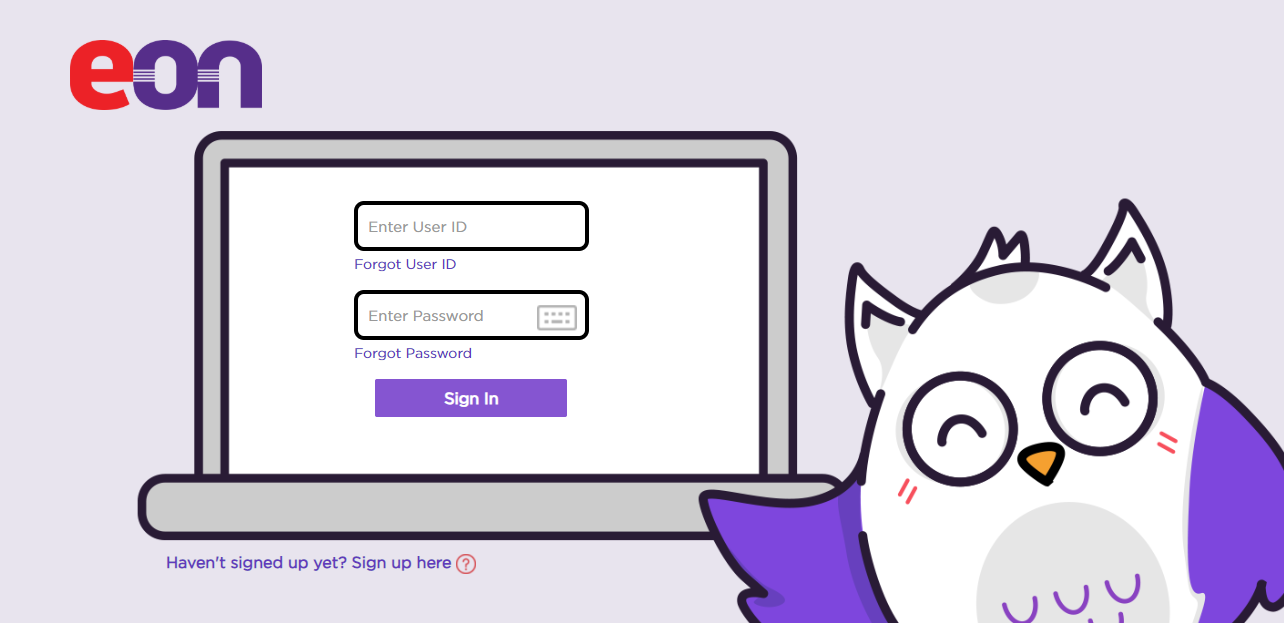 eon
Enter User ID
Forgot User ID
Enter Password
Forgot Password
Sign In
Haven't signed up yet? Sign up here ?